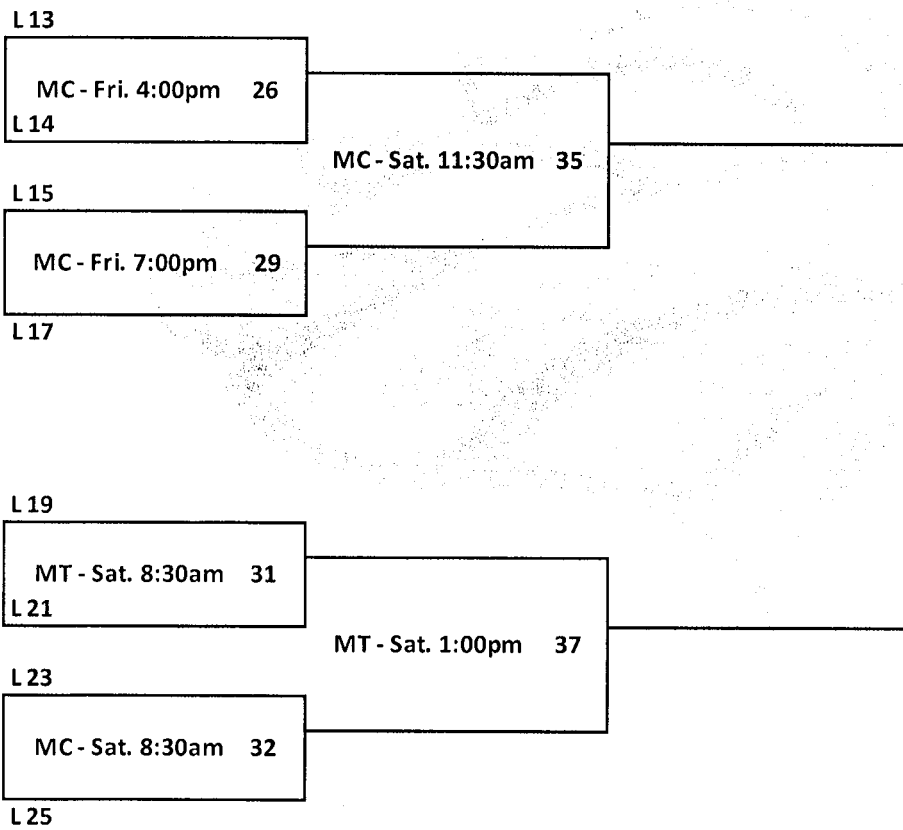 L 13
MC - Fri. 4:00pm 26
L 14
MC - Sat. 11:30am 35
L 15
MC - Fri. 7:00pm 29
L 17
L 19
MT - Sat. 8:30am 31
L 21
MT - Sat. 1:00pm 37
L 23
MC - Sat. 8:30am 32
L 25